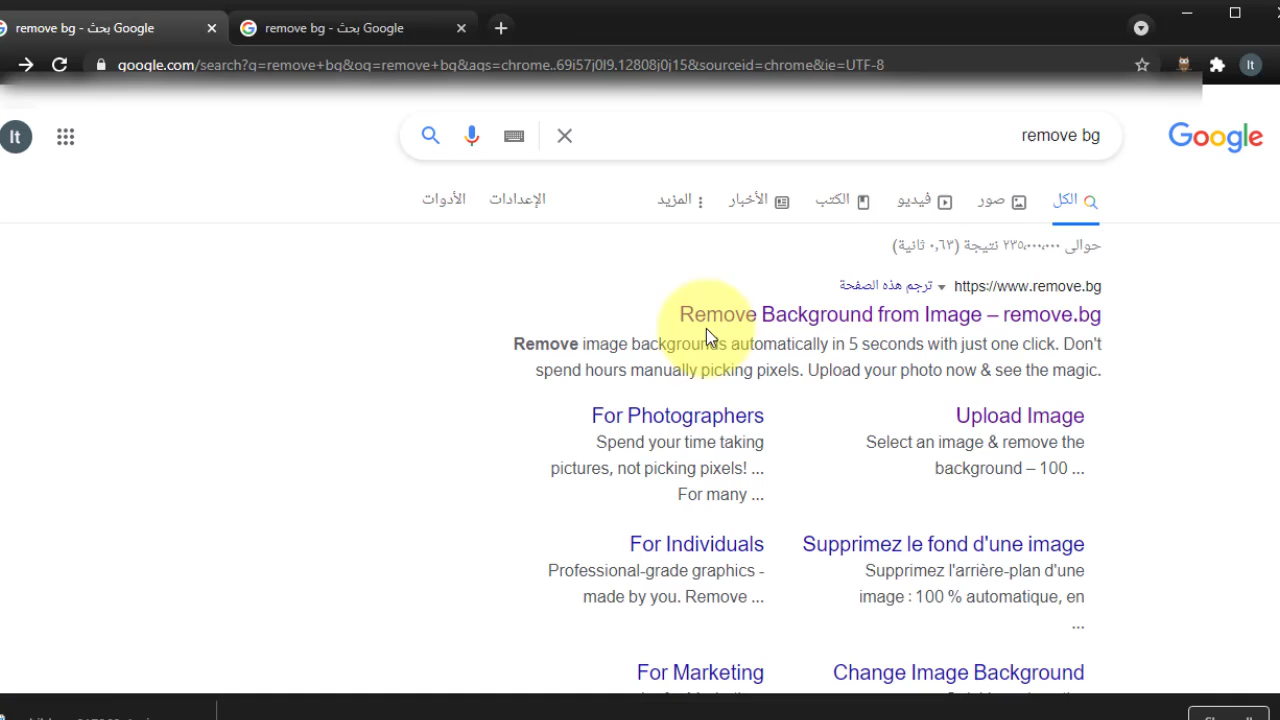 remove bg - بحث Google
remove bg - بحث Google
google.com/search?q=remove+bg&oq=remove+bg&aqs=chrome..69i57j0l9.12808j0j15&sourceid=chrome&ie=UTF-8
It
It
remove bg
Google
الكل صور فيديو الكتب الأخبار المزيد الإعدادات الأدوات
حوالى ٢٣٥,٠٠٠,٠٠٠ نتيجة (٠,٦٣ ثانية)
https://www.remove.bg ترجم هذه الصفحة
Remove Background from Image – remove.bg
Remove image backgrounds automatically in 5 seconds with just one click. Don't
spend hours manually picking pixels. Upload your photo now & see the magic.
Upload Image
Select an image & remove the
background – 100 ...
For Photographers
Spend your time taking
pictures, not picking pixels! ...
For many ...
Supprimez le fond d'une image
Supprimez l'arrière-plan d'une
image : 100 % automatique, en
...
For Individuals
Professional-grade graphics -
made by you. Remove ...
Change Image Background
For Marketing